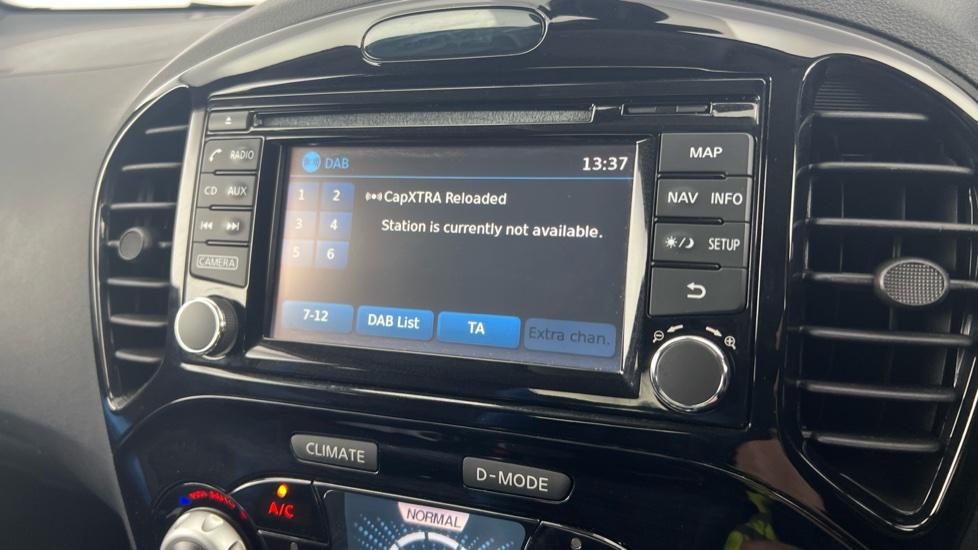 DAB 13:37
1 2 CapXTRA Reloaded
3 4 Station is currently not available.
5 6
7-12 DAB List TA Extra chan.
RADIO
CD AUX
CAMERA
MAP
NAV INFO
SETUP
CLIMATE
D-MODE
A/C
NORMAL